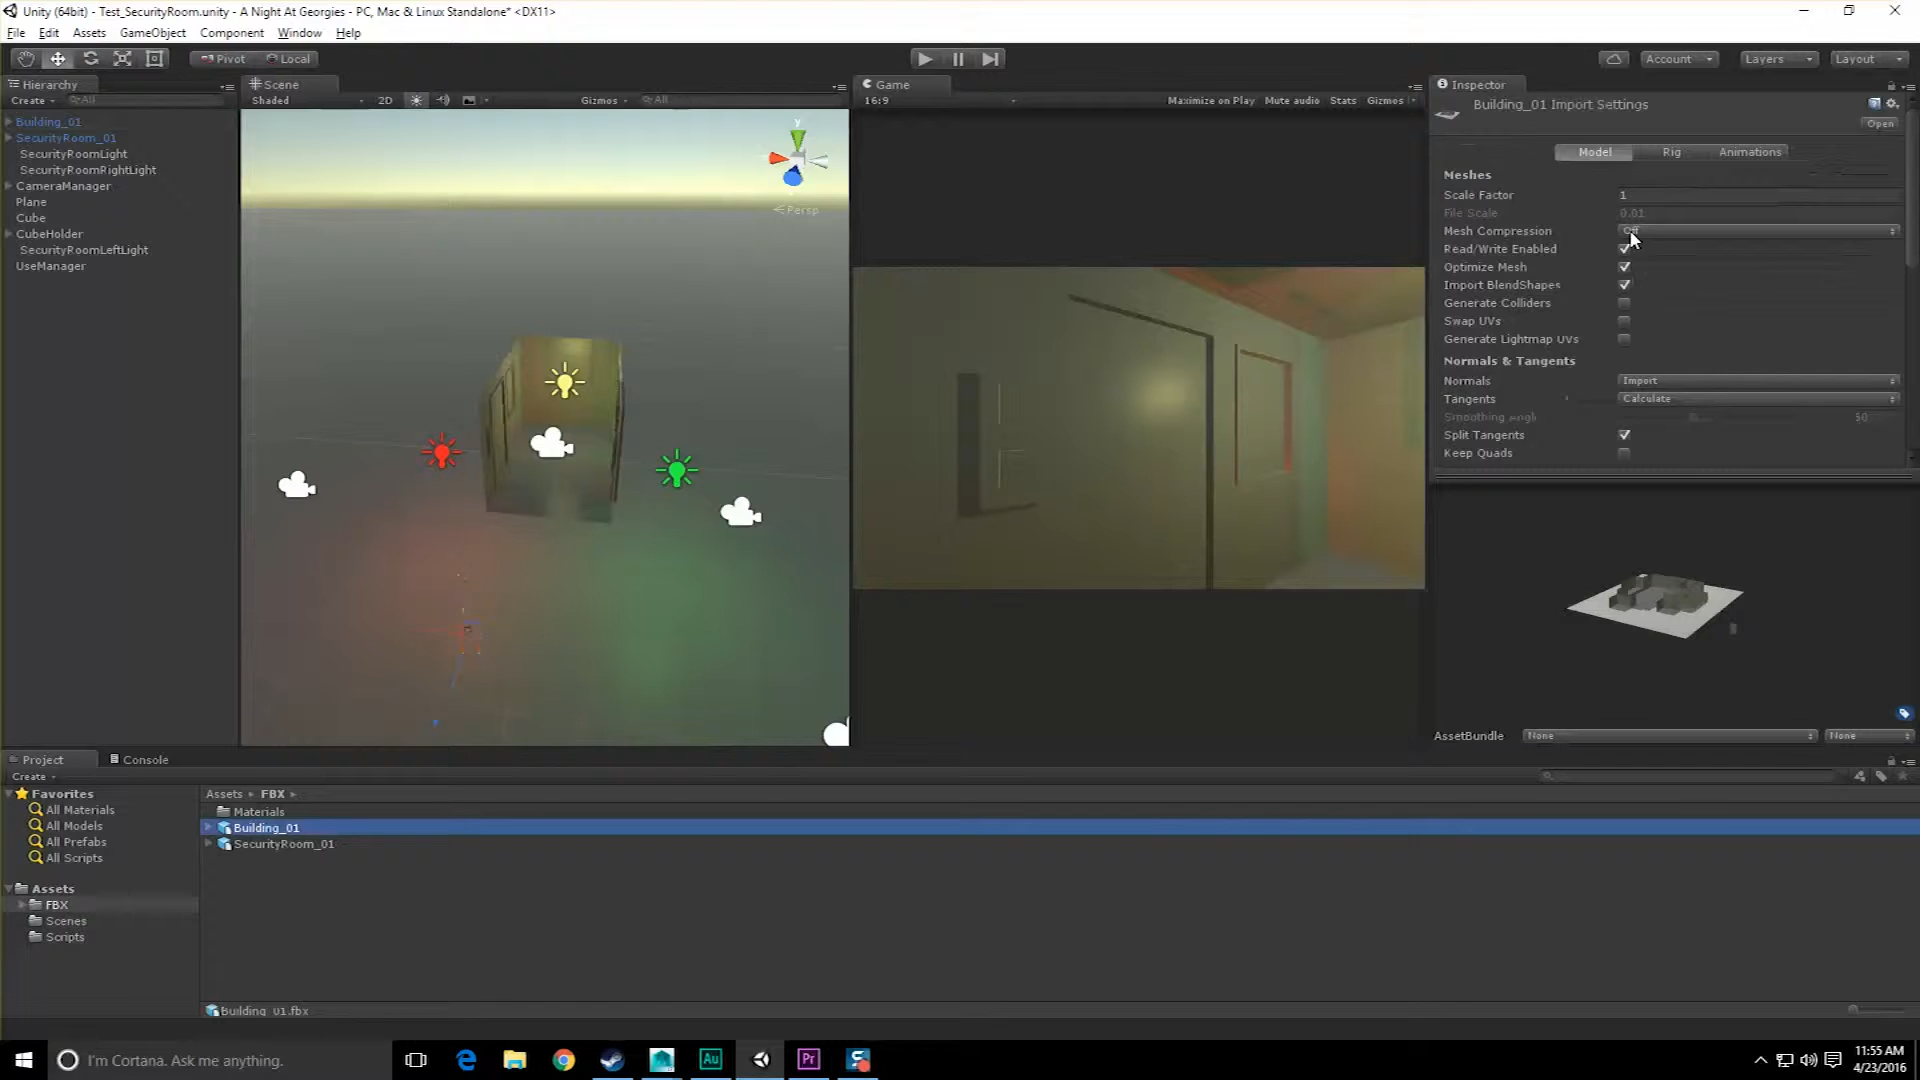 Unity (64bit) - Test_SecurityRoom.unity - A Night At Georgies - PC, Mac & Linux Standalone* <DX11>
File Edit Assets GameObject Component Window Help
Pivot Local Account Layers Layout
Hierarchy
Create All
Building_01
SecurityRoom_01
SecurityRoomLight
SecurityRoomRightLight
CameraManager
Plane
Cube
CubeHolder
SecurityRoomLeftLight
UseManager
Scene
Shaded 2D Gizmos All
y
Persp
Game
16:9 Maximize on Play Mute audio Stats Gizmos
Inspector
Building_01 Import Settings
Open
Model Rig Animations
Meshes
Scale Factor 1
File Scale 0.01
Mesh Compression Off
Read/Write Enabled
Optimize Mesh
Import BlendShapes
Generate Colliders
Swap UVs
Generate Lightmap UVs
Normals & Tangents
Normals Import
Tangents Calculate
Smoothing Angle
Split Tangents
Keep Quads
AssetBundle None None
Project Console
Create
Favorites
All Materials
All Models
All Prefabs
All Scripts
Assets
FBX
Scenes
Scripts
Assets FBX
Materials
Building_01
SecurityRoom_01
Building_01.fbx
I'm Cortana. Ask me anything.
Au
Pr
11:55 AM
4/23/2016